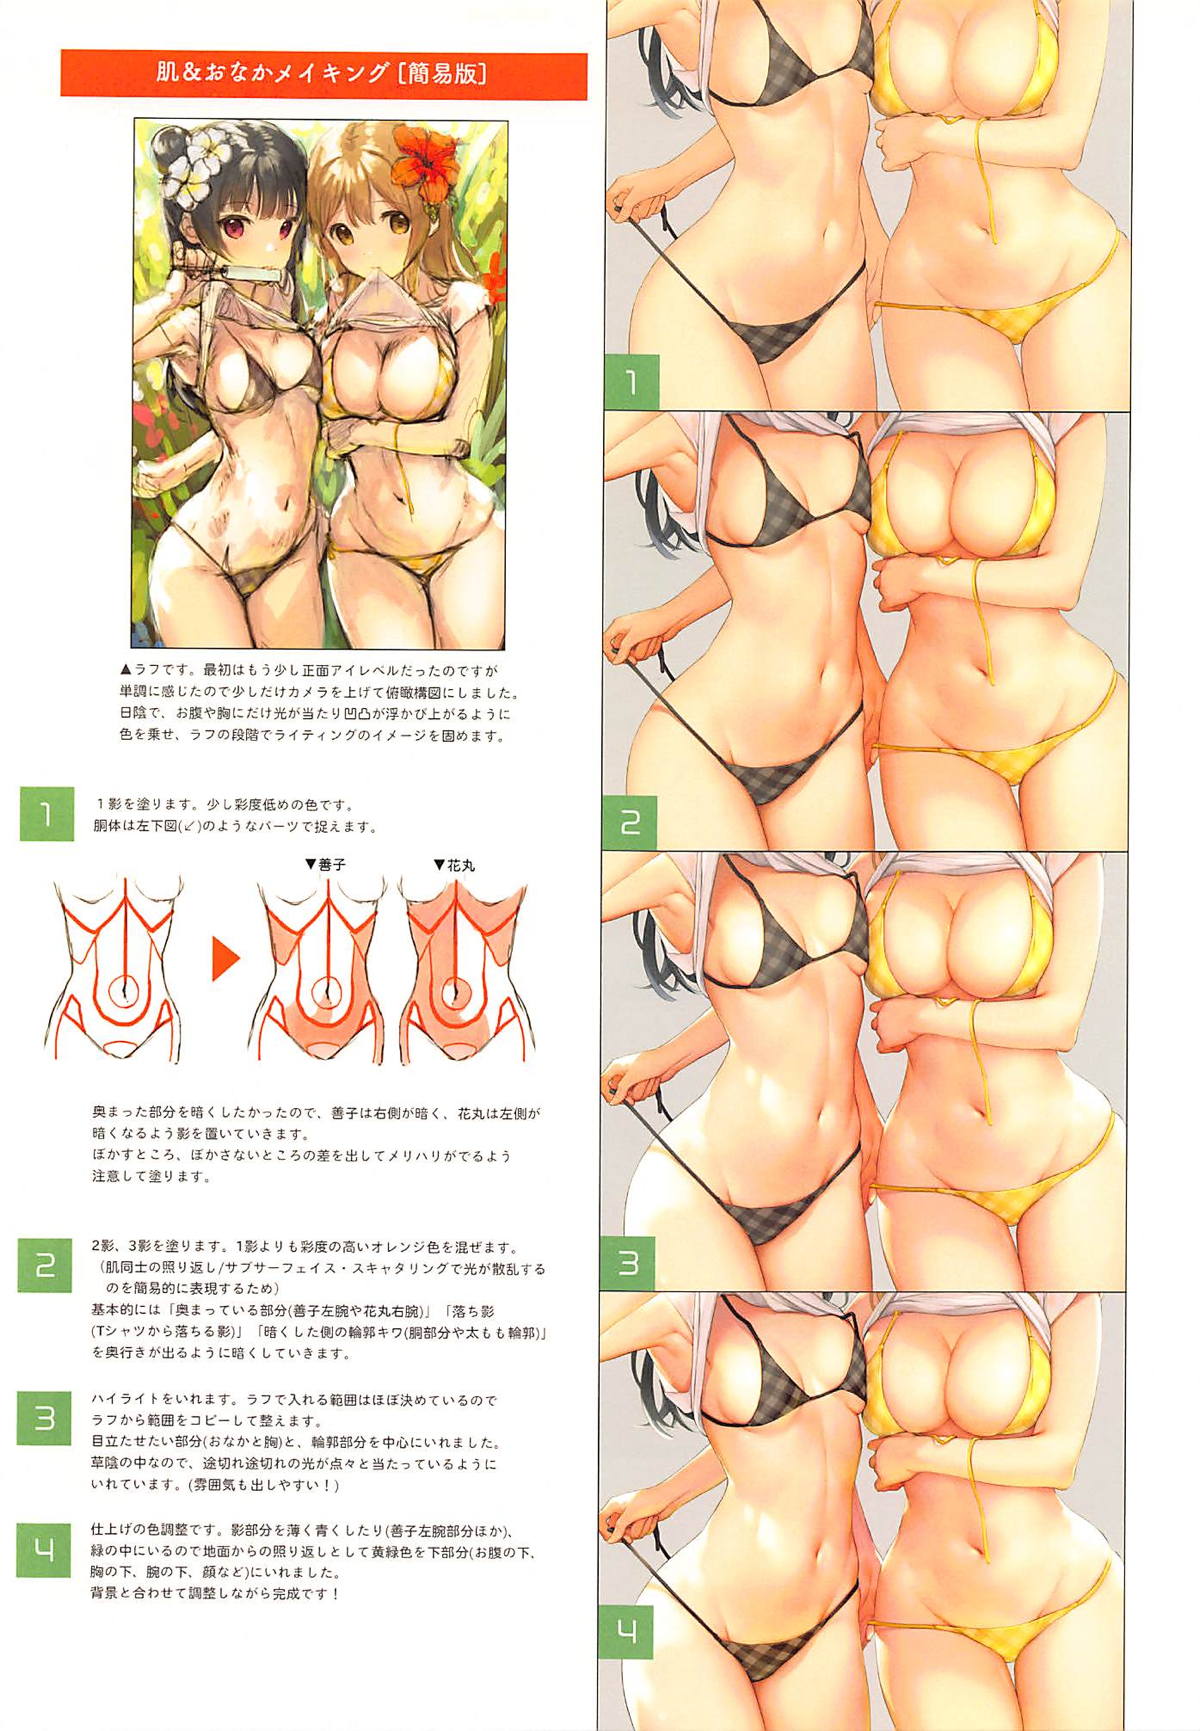 肌&おなかメイキング[簡易版]
▲ラフです。最初はもう少し正面アイレベルだったのですが
単調に感じたので少しだけカメラを上げて俯瞰構図にしました。
日陰で、お腹や胸にだけ光が当たり凹凸が浮かび上がるように
色を乗せ、ラフの段階でライティングのイメージを固めます。
1
1影を塗ります。少し彩度低めの色です。
胴体は左下図(↙)のようなパーツで捉えます。
▼善子
▼花丸
奥まった部分を暗くしたかったので、善子は右側が暗く、花丸は左側が
暗くなるよう影を置いていきます。
ぼかすところ、ぼかさないところの差を出してメリハリがでるよう
注意して塗ります。
2
2影、3影を塗ります。1影よりも彩度の高いオレンジ色を混ぜます。
(肌同士の照り返し/サブサーフェイス・スキャタリングで光が散乱する
のを簡易的に表現するため)
基本的には「奥まっている部分(善子左腕や花丸右腕)」「落ち影
(Tシャツから落ちる影)」「暗くした側の輪郭キワ(胴部分や太もも輪郭)」
を奥行きが出るように暗くしていきます。
3
ハイライトをいれます。ラフで入れる範囲はほぼ決めているので
ラフから範囲をコピーして整えます。
目立たせたい部分(おなかと胸)と、輪郭部分を中心にいれました。
草陰の中なので、途切れ途切れの光が点々と当たっているように
いれています。(雰囲気も出しやすい!)
4
仕上げの色調整です。影部分を薄く青くしたり(善子左腕部分ほか)、
緑の中にいるので地面からの照り返しとして黄緑色を下部分(お腹の下、
胸の下、腕の下、顔など)にいれました。
背景と合わせて調整しながら完成です!
1
2
3
4